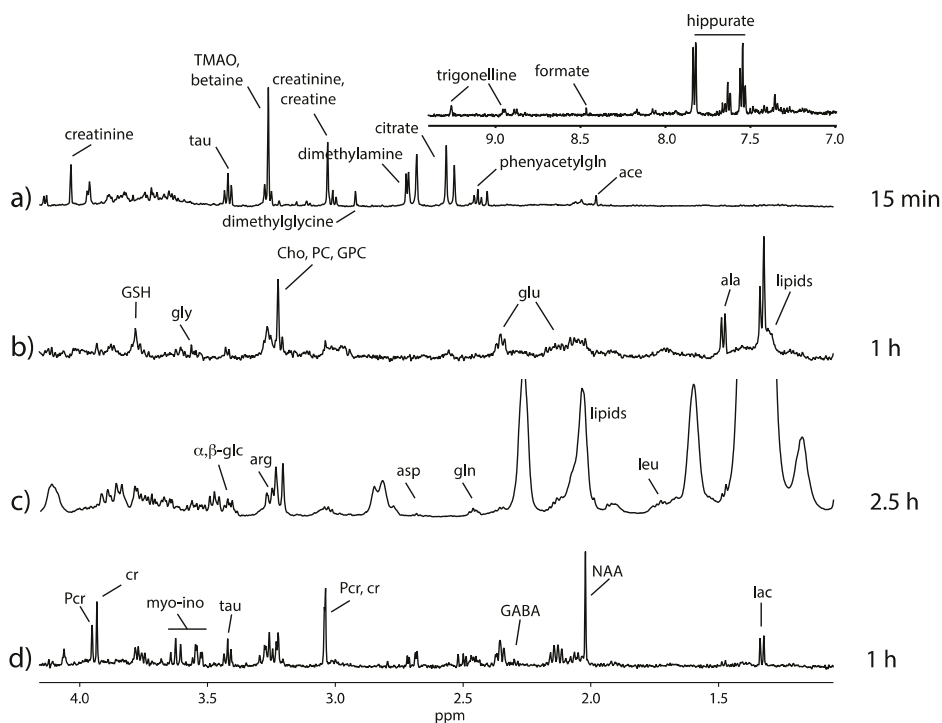 hippurate
TMAO,
betaine
creatinine,
creatine
trigonelline
formate
citrate
9.0 8.5 8.0 7.5 7.0
creatinine
tau
dimethylamine
phenyacetylgln
ace
a)
15 min
dimethylglycine
Cho, PC, GPC
GSH
gly
glu
ala
lipids
b)
1 h
lipids
α,β-glc
arg
asp
gln
leu
c)
2.5 h
Pcr
cr
myo-ino
tau
Pcr, cr
GABA
NAA
lac
d)
1 h
4.0 3.5 3.0 2.5 2.0 1.5
ppm